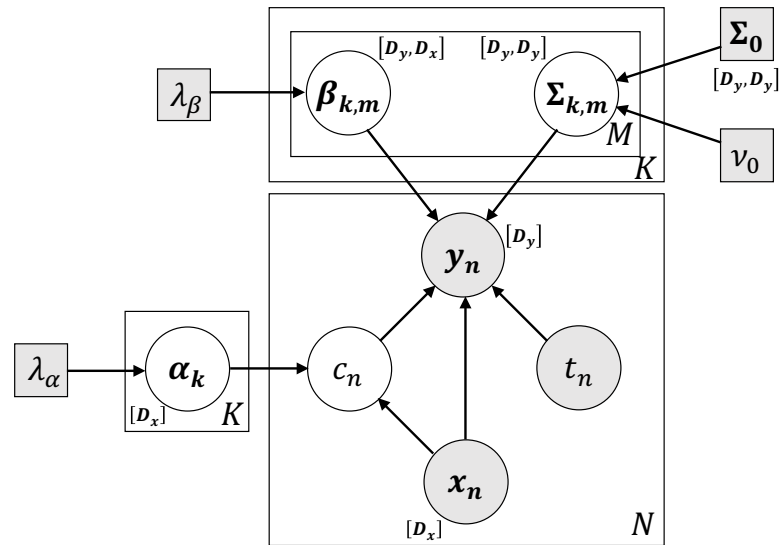 [D_y, D_x] [D_y, D_y] Σ_0
λ_β β_{k,m} Σ_{k,m} [D_y, D_y]
M
K ν_0
y_n [D_y]
λ_α α_k c_n t_n
[D_x] K
x_n
[D_x] N